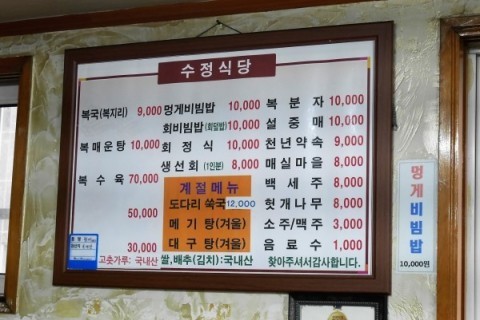 수정식당
복국(복지리) 9,000
복매운탕 10,000
복 수 육 70,000
50,000
30,000
고춧가루: 국내산
멍게비빔밥 10,000
회비빔밥(회덮밥) 10,000
회 정 식 10,000
생선회(1인분) 8,000
계절메뉴
도다리 쑥국 12,000
메 기 탕(겨울)
대 구 탕(겨울)
쌀,배추(김치):국내산
복 분 자 10,000
설 중 매 10,000
천년약속 9,000
매실마을 8,000
백 세 주 8,000
헛개나무 8,000
소주/맥주 3,000
음 료 수 1,000
찾아주셔서감사합니다.
멍게비빔밥
10,000원